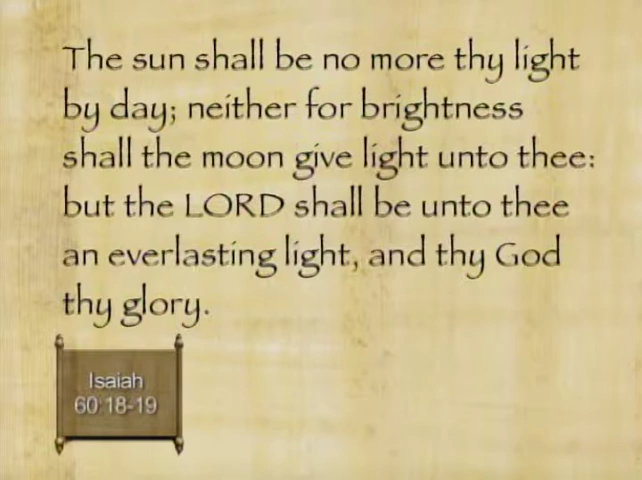 The sun shall be no more thy light
by day; neither for brightness
shall the moon give light unto thee:
but the LORD shall be unto thee
an everlasting light, and thy God
thy glory.
Isaiah
60:18-19